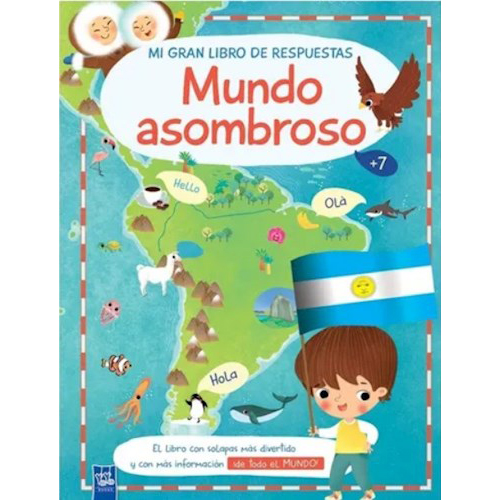 MI GRAN LIBRO DE RESPUESTAS
Mundo
asombroso
+7
Hello
Olà
Hola
El libro con solapas más divertido
y con más información ¡de todo el MUNDO!